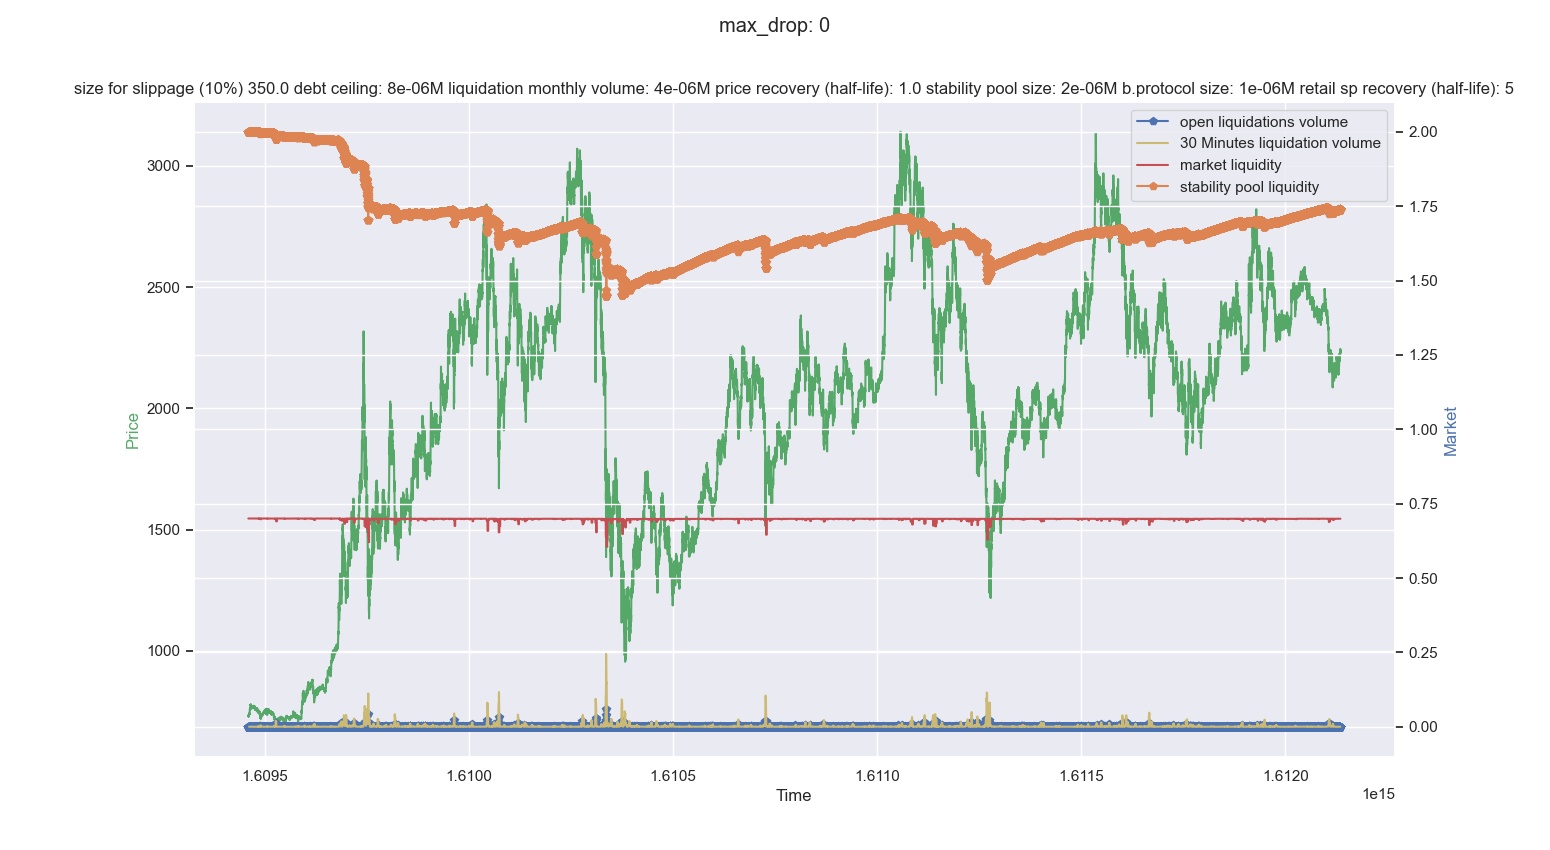 max_drop: 0
size for slippage (10%) 350.0 debt ceiling: 8e-06M liquidation monthly volume: 4e-06M price recovery (half-life): 1.0 stability pool size: 2e-06M b.protocol size: 1e-06M retail sp recovery (half-life): 5
open liquidations volume
30 Minutes liquidation volume
market liquidity
stability pool liquidity
3000
2500
2000
1500
1000
Price
2.00
1.75
1.50
1.25
1.00
0.75
0.50
0.25
0.00
Market
1.6095 1.6100 1.6105 1.6110 1.6115 1.6120
Time
1e15